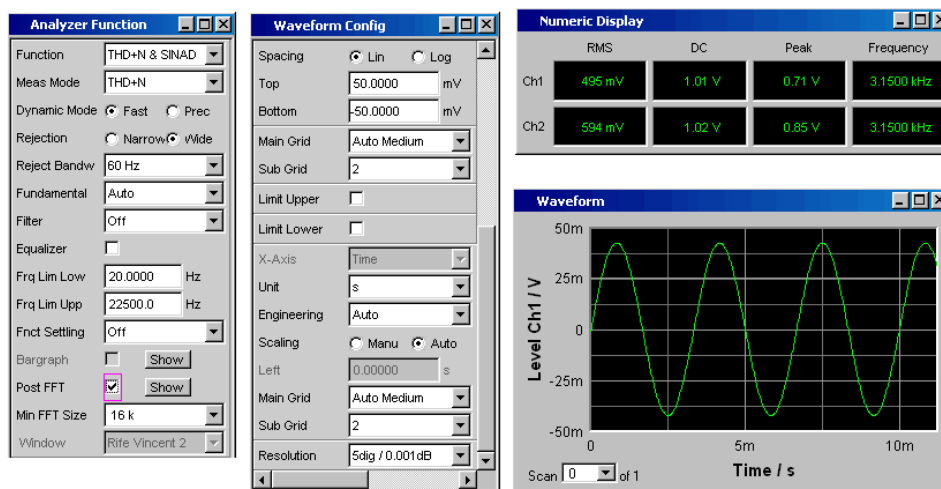 Analyzer Function
Function THD+N & SINAD
Meas Mode THD+N
Dynamic Mode Fast Prec
Rejection Narrow Wide
Reject Bandw 60 Hz
Fundamental Auto
Filter Off
Equalizer
Frq Lim Low 20.0000 Hz
Frq Lim Upp 22500.0 Hz
Fnct Settling Off
Bargraph Show
Post FFT Show
Min FFT Size 16 k
Window Rife Vincent 2
Waveform Config
Spacing Lin Log
Top 50.0000 mV
Bottom -50.0000 mV
Main Grid Auto Medium
Sub Grid 2
Limit Upper
Limit Lower
X-Axis Time
Unit s
Engineering Auto
Scaling Manu Auto
Left 0.00000 s
Main Grid Auto Medium
Sub Grid 2
Resolution 5dig / 0.001dB
Numeric Display
RMS DC Peak Frequency
Ch1 495 mV 1.01 V 0.71 V 3.1500 kHz
Ch2 594 mV 1.02 V 0.85 V 3.1500 kHz
Waveform
Level Ch1 / V
50m
25m
0
-25m
-50m
0 5m 10m
Time / s
Scan 0 of 1